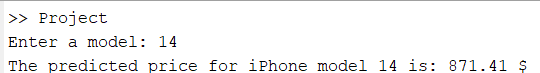 >> Project
Enter a model: 14
The predicted price for iPhone model 14 is: 871.41 $